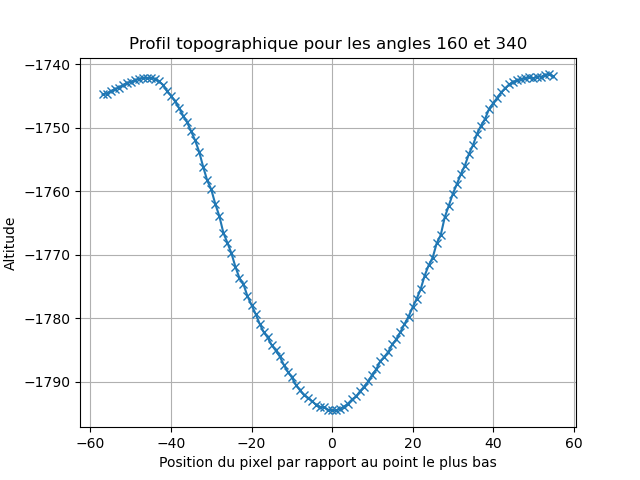 Profil topographique pour les angles 160 et 340
−1740
−1750
−1760
−1770
−1780
−1790
Altitude
−60 −40 −20 0 20 40 60
Position du pixel par rapport au point le plus bas